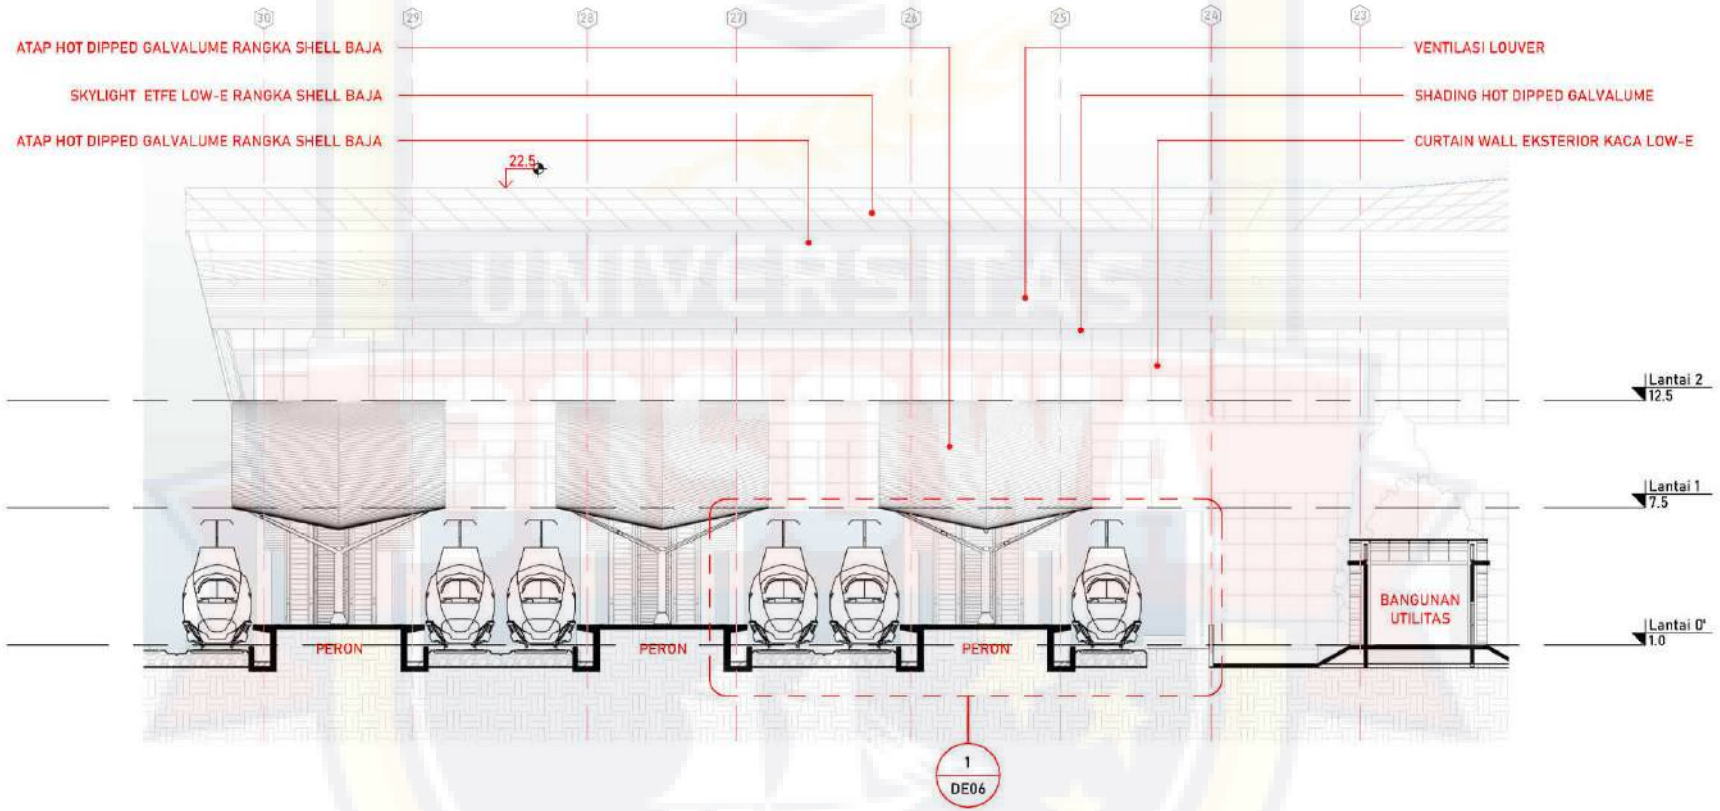 30 29 28 27 26 25 24 23
ATAP HOT DIPPED GALVALUME RANGKA SHELL BAJA
VENTILASI LOUVER
SKYLIGHT ETFE LOW-E RANGKA SHELL BAJA
SHADING HOT DIPPED GALVALUME
ATAP HOT DIPPED GALVALUME RANGKA SHELL BAJA
CURTAIN WALL EKSTERIOR KACA LOW-E
22.5
UNIVERSITAS
Lantai 2
12.5
BOSOWA
Lantai 1
7.5
BANGUNAN
UTILITAS
Lantai 0'
1.0
PERON PERON PERON
1
DE06